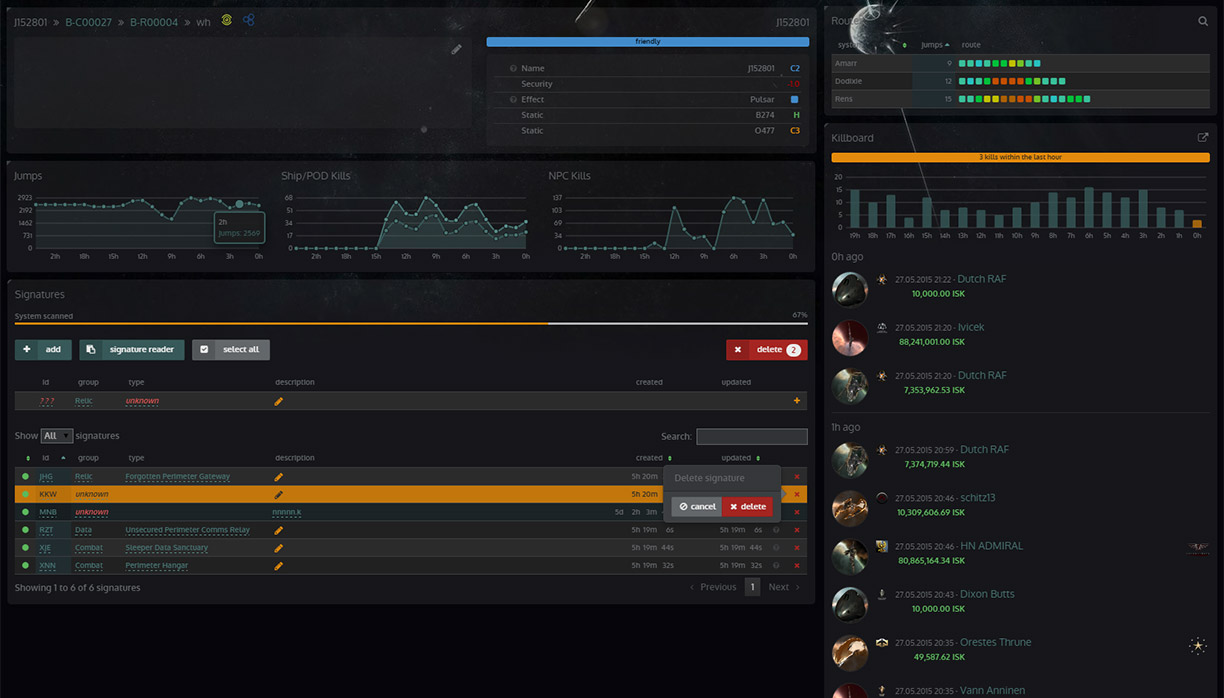 J152801 » B-C00027 » B-R00004 » wh
J152801
friendly
Name J152801 C2
Security -1.0
Effect Pulsar
Static B274 H
Static O477 C3
Jumps
2923
2192
1462
731
0
2h
Jumps: 2569
21h 18h 15h 12h 9h 6h 3h 0h
Ship/POD Kills
68
51
34
17
0
21h 18h 15h 12h 9h 6h 3h 0h
NPC Kills
137
103
69
34
0
21h 18h 15h 12h 9h 6h 3h 0h
Signatures
System scanned 67%
add signature reader select all delete 2
id group type description created updated
??? Relic unknown
Show All signatures Search:
id group type description created updated
JHG Relic Forgotten Perimeter Gateway 5h 20m
KKW unknown 5h 20m
MNB unknown nnnnn.k 5d 2h 3m
RZT Data Unsecured Perimeter Comms Relay 5h 19m 6s 5h 19m 6s
XJE Combat Sleeper Data Sanctuary 5h 19m 44s 5h 19m 44s
XNN Combat Perimeter Hangar 5h 19m 32s 5h 19m 32s
Delete signature
cancel delete
Showing 1 to 6 of 6 signatures ‹ Previous 1 Next ›
Route
system jumps route
Amarr 9
Dodixie 12
Rens 15
Killboard
3 kills within the last hour
20
15
10
5
0
19h 18h 17h 16h 15h 14h 13h 12h 11h 10h 9h 8h 7h 6h 5h 4h 3h 2h 1h 0h
0h ago
27.05.2015 21:22 - Dutch RAF
10,000.00 ISK
27.05.2015 21:20 - Ivicek
88,241,001.00 ISK
27.05.2015 21:20 - Dutch RAF
7,353,962.53 ISK
1h ago
27.05.2015 20:59 - Dutch RAF
7,374,719.44 ISK
27.05.2015 20:46 - schitz13
10,309,606.69 ISK
27.05.2015 20:46 - HN ADMIRAL
80,865,164.34 ISK
27.05.2015 20:43 - Dixon Butts
10,000.00 ISK
27.05.2015 20:35 - Orestes Thrune
49,587.62 ISK
27.05.2015 20:35 - Vann Anninen